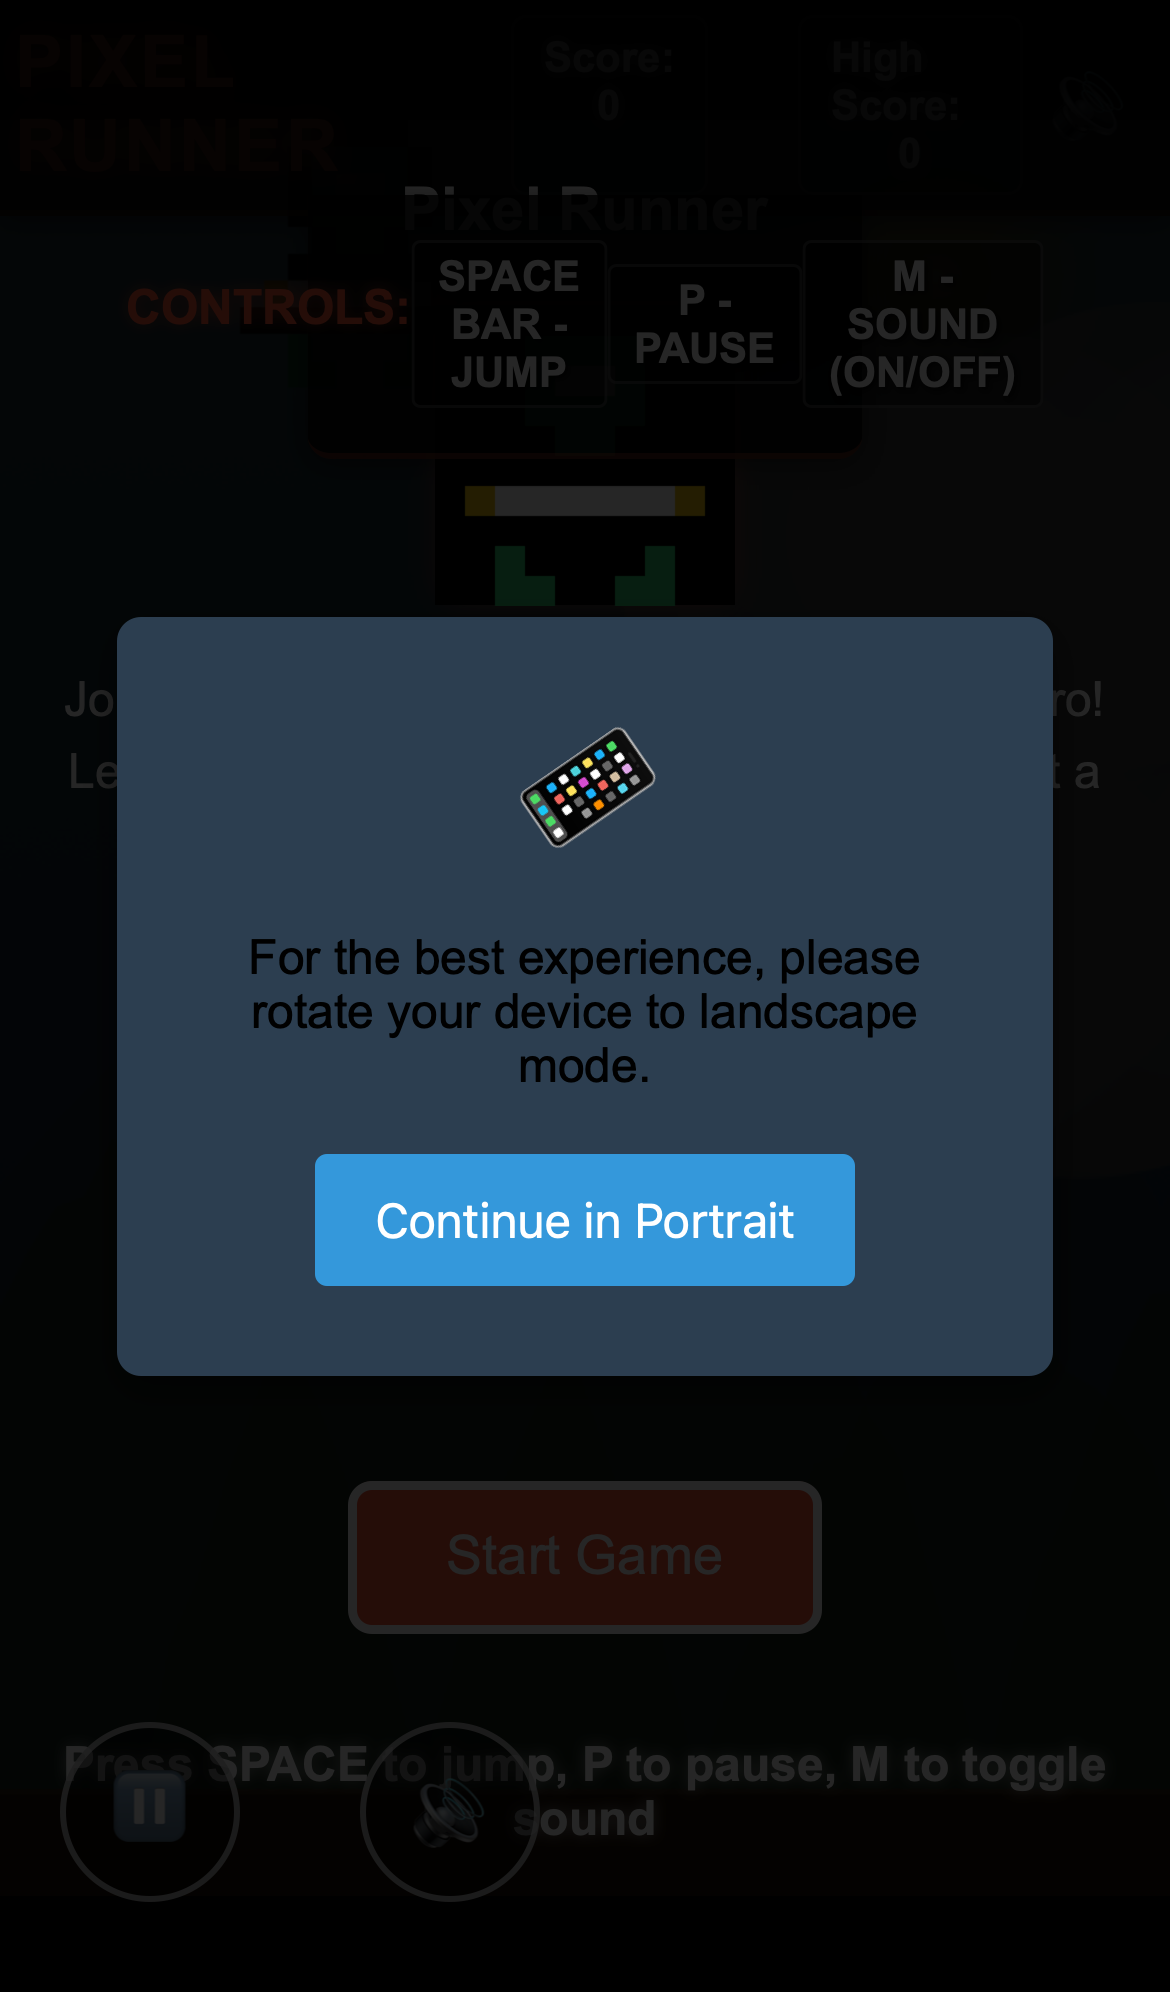 PIXEL
RUNNER
Score:
0
High
Score:
0
Pixel Runner
CONTROLS:
SPACE
BAR -
JUMP
P -
PAUSE
M -
SOUND
(ON/OFF)
Jo ro!
Le t a
For the best experience, please
rotate your device to landscape
mode.
Continue in Portrait
Start Game
Press SPACE to jump, P to pause, M to toggle
sound